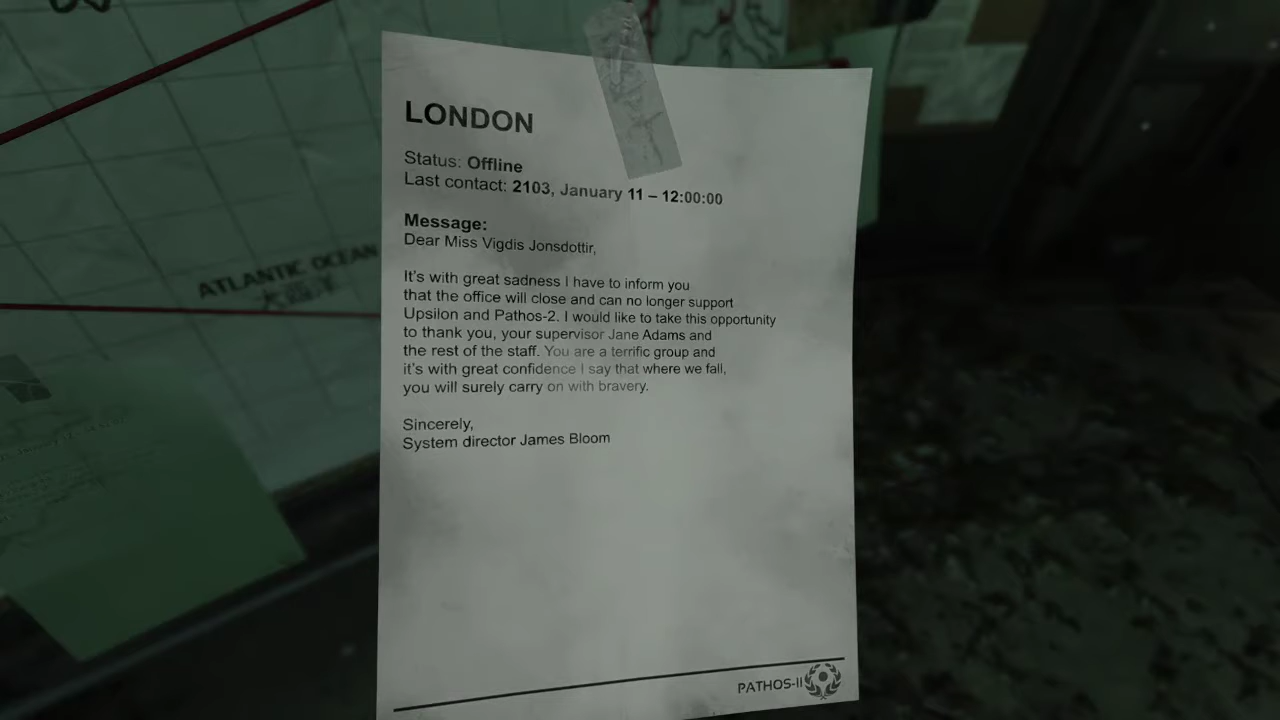 LONDON
Status: Offline
Last contact: 2103, January 11 – 12:00:00
Message:
Dear Miss Vigdis Jonsdottir,
It's with great sadness I have to inform you
that the office will close and can no longer support
Upsilon and Pathos-2. I would like to take this opportunity
to thank you, your supervisor Jane Adams and
the rest of the staff. You are a terrific group and
it's with great confidence I say that where we fall,
you will surely carry on with bravery.
Sincerely,
System director James Bloom
PATHOS-II
ATLANTIC OCEAN